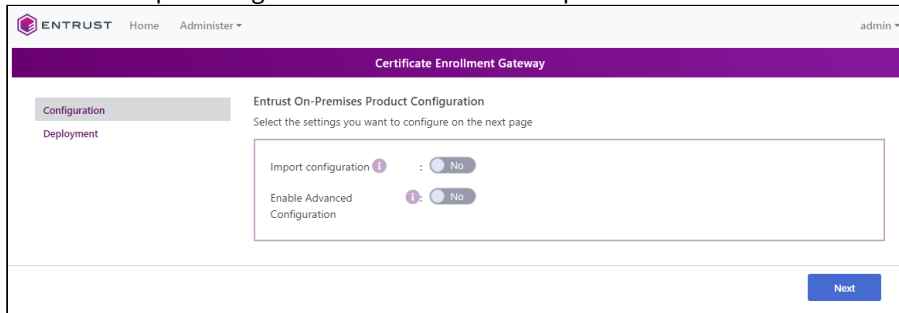 ENTRUST Home Administer admin
Certificate Enrollment Gateway
Configuration
Deployment
Entrust On-Premises Product Configuration
Select the settings you want to configure on the next page
Import configuration i : No
Enable Advanced Configuration i : No
Next